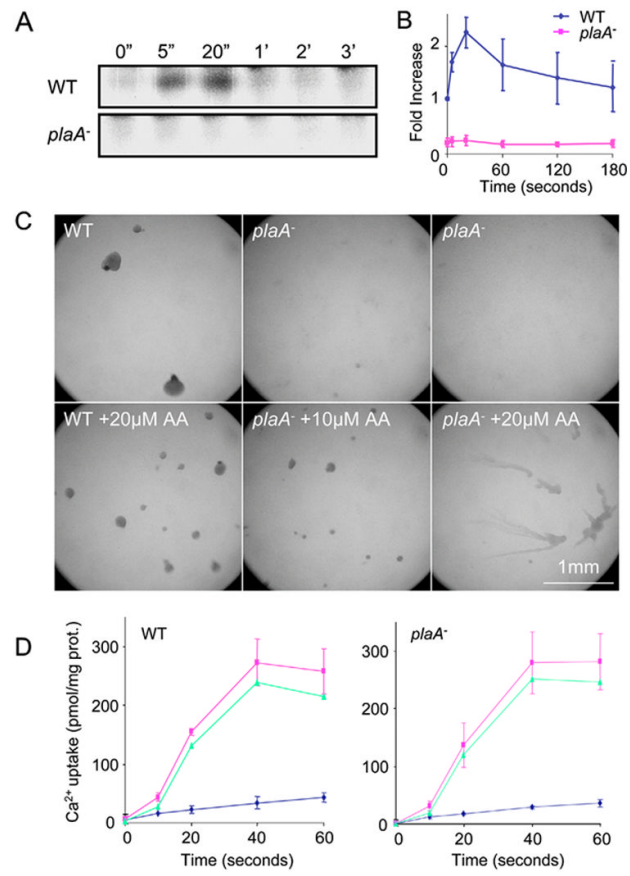 A
0” 5” 20” 1’ 2’ 3’
WT
plaA-
B
WT
plaA-
Fold Increase
2
1
0
0 60 120 180
Time (seconds)
C
WT plaA- plaA-
WT +20µM AA plaA- +10µM AA plaA- +20µM AA
1mm
D
WT
Ca2+ uptake (pmol/mg prot.)
300
200
100
0
0 20 40 60
Time (seconds)
plaA-
300
200
100
0
0 20 40 60
Time (seconds)